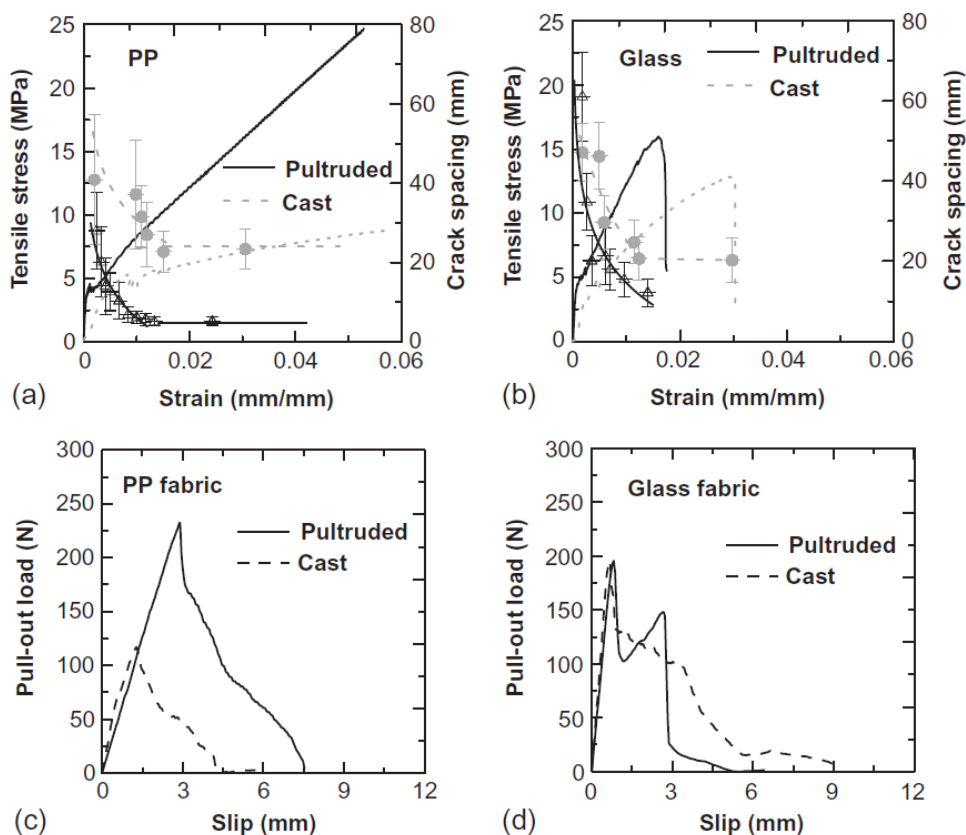 25
20
15
10
5
0
Tensile stress (MPa)
PP
Pultruded
Cast
80
60
40
20
0
Crack spacing (mm)
0 0.02 0.04 0.06
Strain (mm/mm)
(a)
25
20
15
10
5
0
Tensile stress (MPa)
Glass
Pultruded
Cast
80
60
40
20
0
Crack spacing (mm)
0 0.02 0.04 0.06
Strain (mm/mm)
(b)
300
250
200
150
100
50
0
Pull-out load (N)
PP fabric
Pultruded
Cast
0 3 6 9 12
Slip (mm)
(c)
300
250
200
150
100
50
0
Pull-out load (N)
Glass fabric
Pultruded
Cast
0 3 6 9 12
Slip (mm)
(d)